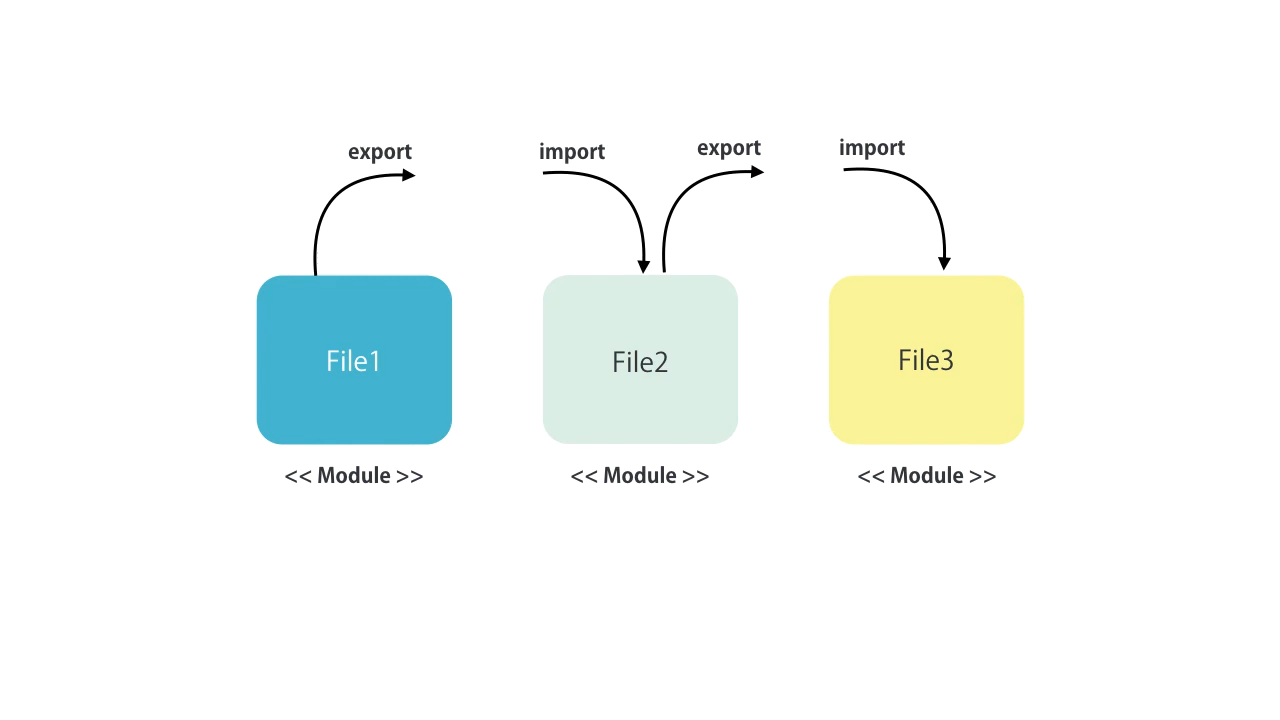 export
import
export
import
File1
File2
File3
<< Module >>
<< Module >>
<< Module >>